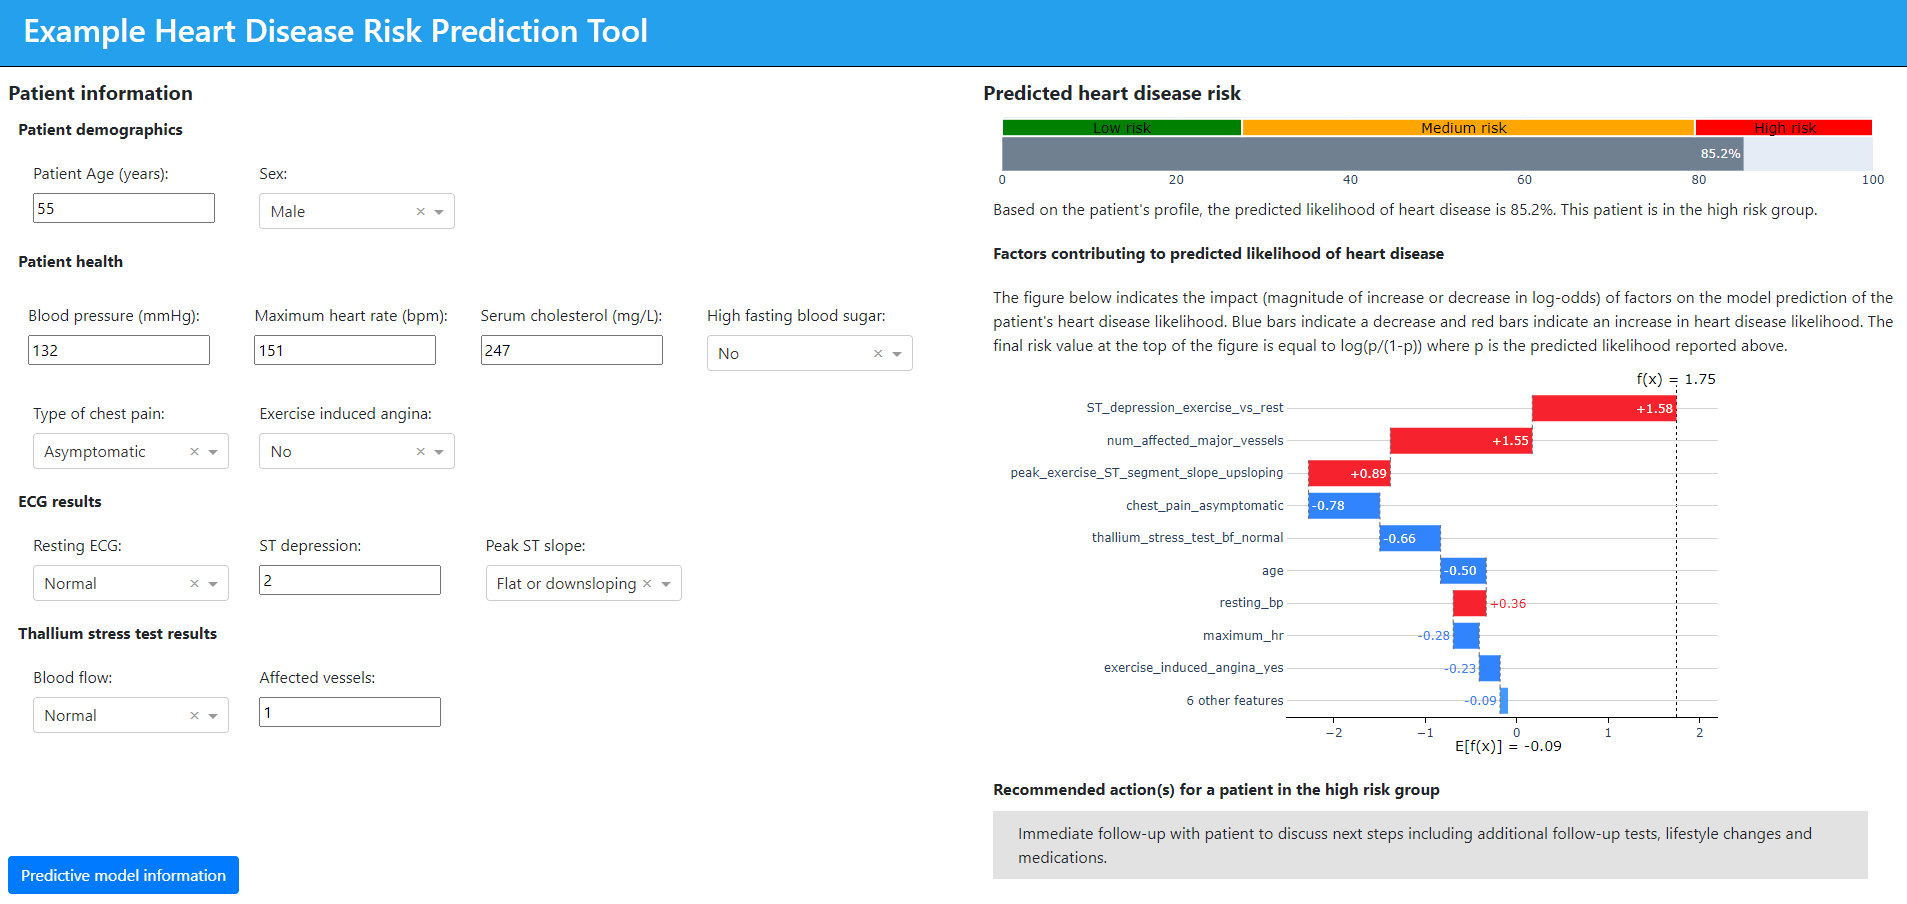 Example Heart Disease Risk Prediction Tool
Patient information
Patient demographics
Patient Age (years): Sex:
55 Male × 
Patient health
Blood pressure (mmHg): Maximum heart rate (bpm): Serum cholesterol (mg/L): High fasting blood sugar:
132 151 247 No ×
Type of chest pain: Exercise induced angina:
Asymptomatic × No ×
ECG results
Resting ECG: ST depression: Peak ST slope:
Normal × 2 Flat or downsloping ×
Thallium stress test results
Blood flow: Affected vessels:
Normal × 1
Predictive model information
Predicted heart disease risk
Low risk Medium risk High risk
85.2%
0 20 40 60 80 100
Based on the patient's profile, the predicted likelihood of heart disease is 85.2%. This patient is in the high risk group.
Factors contributing to predicted likelihood of heart disease
The figure below indicates the impact (magnitude of increase or decrease in log-odds) of factors on the model prediction of the
patient's heart disease likelihood. Blue bars indicate a decrease and red bars indicate an increase in heart disease likelihood. The
final risk value at the top of the figure is equal to log(p/(1-p)) where p is the predicted likelihood reported above.
f(x) = 1.75
ST_depression_exercise_vs_rest +1.58
num_affected_major_vessels +1.55
peak_exercise_ST_segment_slope_upsloping +0.89
chest_pain_asymptomatic -0.78
thallium_stress_test_bf_normal -0.66
age -0.50
resting_bp +0.36
maximum_hr -0.28
exercise_induced_angina_yes -0.23
6 other features -0.09
−2 −1 0 1 2
E[f(x)] = -0.09
Recommended action(s) for a patient in the high risk group
Immediate follow-up with patient to discuss next steps including additional follow-up tests, lifestyle changes and
medications.